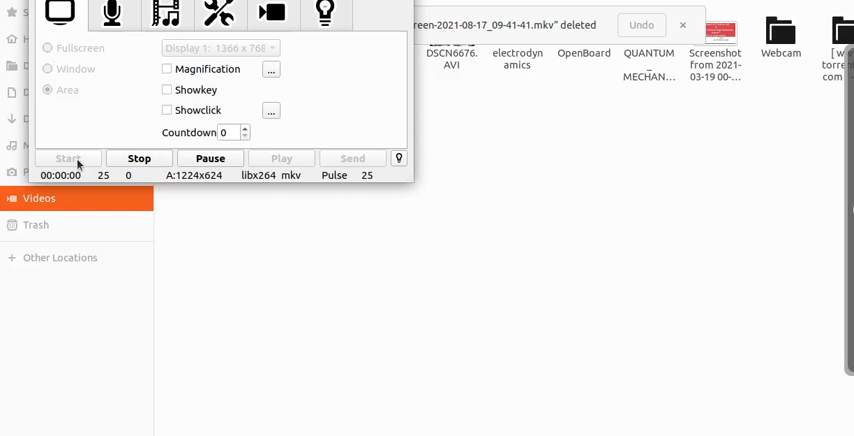 reen-2021-08-17_09-41-41.mkv" deleted
Undo
Fullscreen
Display 1: 1366 x 768
Window
Magnification
...
Area
Showkey
Showclick
...
Countdown 0
Start
Stop
Pause
Play
Send
00:00:00 25 0 A:1224x624 libx264 mkv Pulse 25
DSCN6676.
AVI
electrodyn
amics
OpenBoard
QUANTUM
_
MECHAN...
Screenshot
from 2021-
03-19 00-...
Webcam
[ w
torren
com
S
H
D
D
D
M
P
Videos
Trash
+ Other Locations